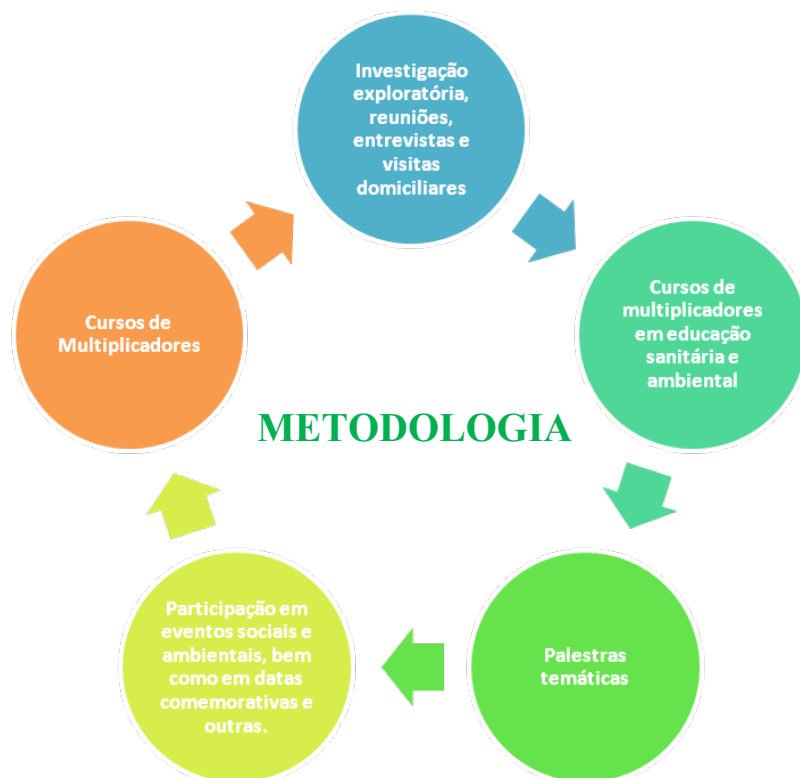 Investigação
exploratória,
reuniões,
entrevistas e
visitas
domiciliares
Cursos de
multiplicadores
em educação
sanitária e
ambiental
Palestras
temáticas
Participação em
eventos sociais e
ambientais, bem
como em datas
comemorativas e
outras.
Cursos de
Multiplicadores
METODOLOGIA